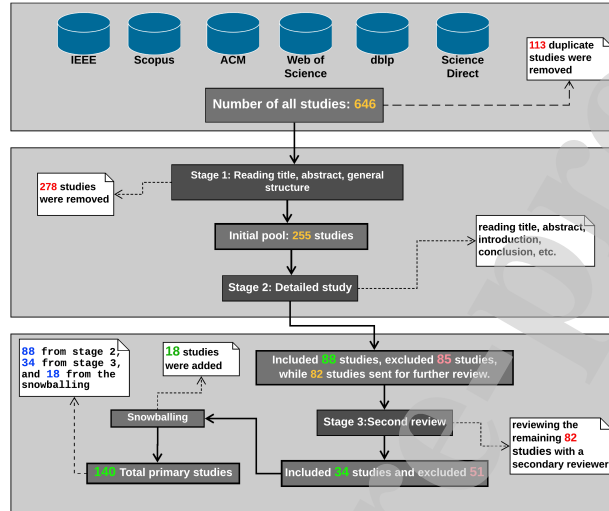 IEEE
Scopus
ACM
Web of
Science
dblp
Science
Direct
113 duplicate
studies were
removed
Number of all studies: 646
Stage 1: Reading title, abstract, general
structure
278 studies
were removed
Initial pool: 255 studies
reading title, abstract,
introduction,
conclusion, etc.
Stage 2: Detailed study
88 from stage 2,
34 from stage 3,
and 18 from the
snowballing
18 studies
were added
Included 88 studies, excluded 85 studies,
while 82 studies sent for further review.
Snowballing
Stage 3:Second review
reviewing the
remaining 82
studies with a
secondary reviewer
140 Total primary studies
Included 34 studies and excluded 51